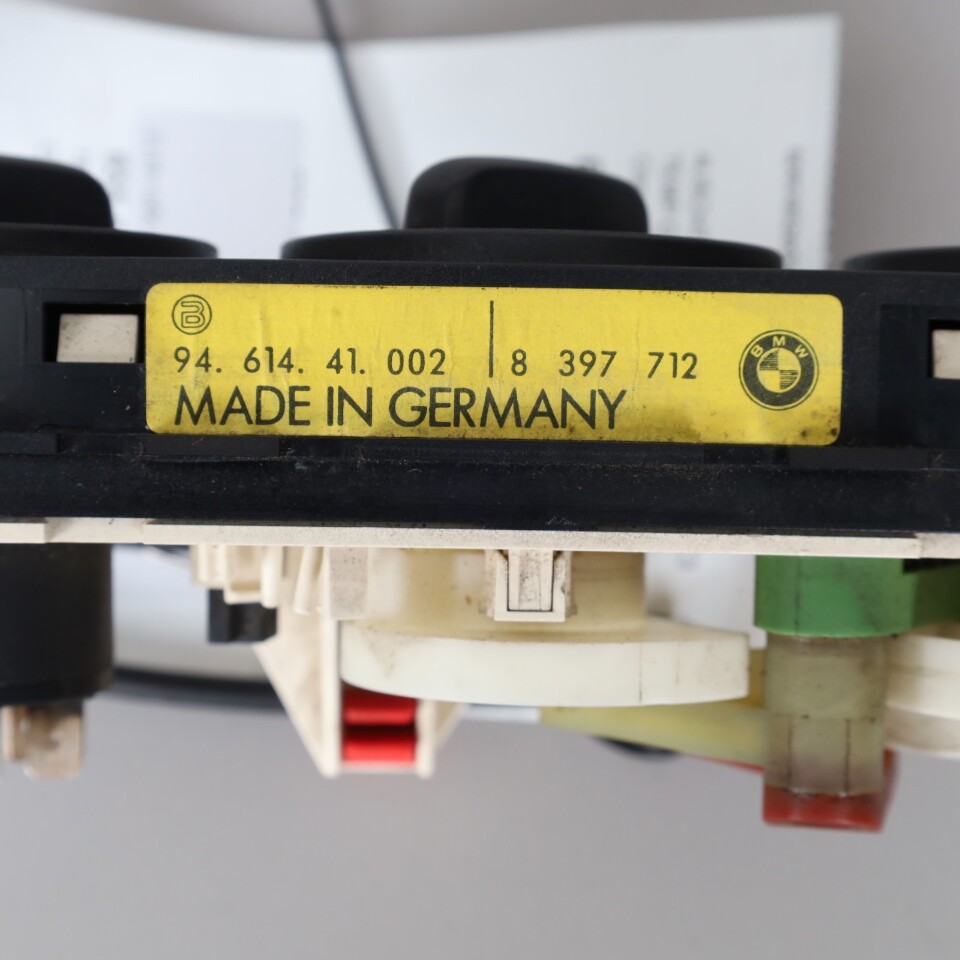 B
94. 614. 41. 002 | 8 397 712
MADE IN GERMANY
BMW